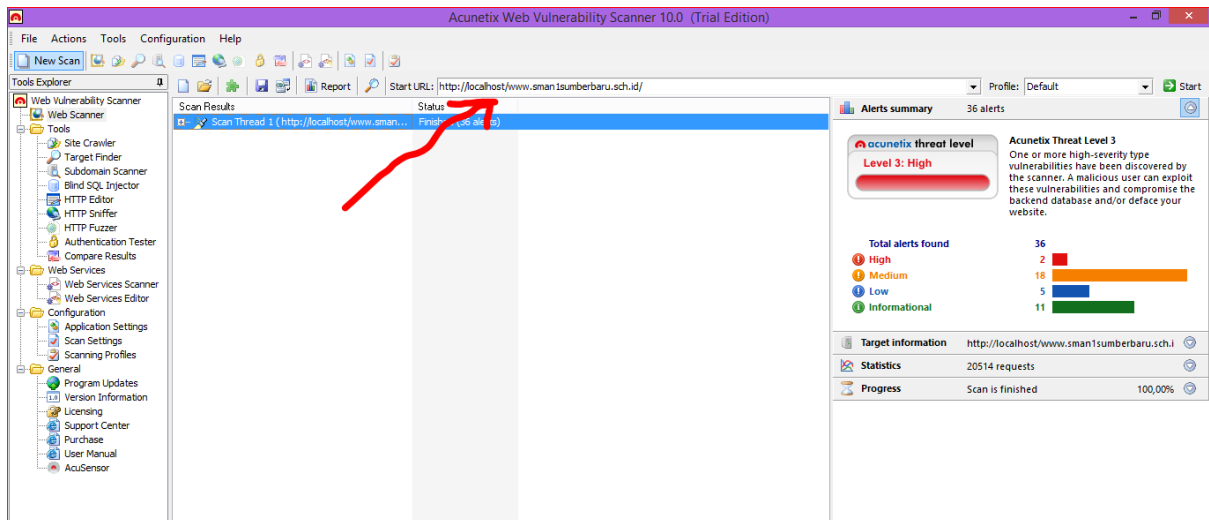 Acunetix Web Vulnerability Scanner 10.0 (Trial Edition)
File Actions Tools Configuration Help
New Scan
Tools Explorer
Report Start URL: http://localhost/www.sman1sumberbaru.sch.id/ Profile: Default Start
Web Vulnerability Scanner
Web Scanner
Tools
Site Crawler
Target Finder
Subdomain Scanner
Blind SQL Injector
HTTP Editor
HTTP Sniffer
HTTP Fuzzer
Authentication Tester
Compare Results
Web Services
Web Services Scanner
Web Services Editor
Configuration
Application Settings
Scan Settings
Scanning Profiles
General
Program Updates
Version Information
Licensing
Support Center
Purchase
User Manual
AcuSensor
Scan Results Status
Scan Thread 1 ( http://localhost/www.sman... (36 alerts)
Alerts summary 36 alerts
acunetix threat level
Level 3: High
Acunetix Threat Level 3
One or more high-severity type
vulnerabilities have been discovered by
the scanner. A malicious user can exploit
these vulnerabilities and compromise the
backend database and/or deface your
website.
Total alerts found 36
High 2
Medium 18
Low 5
Informational 11
Target information http://localhost/www.sman1sumberbaru.sch.i
Statistics 20514 requests
Progress Scan is finished 100,00%